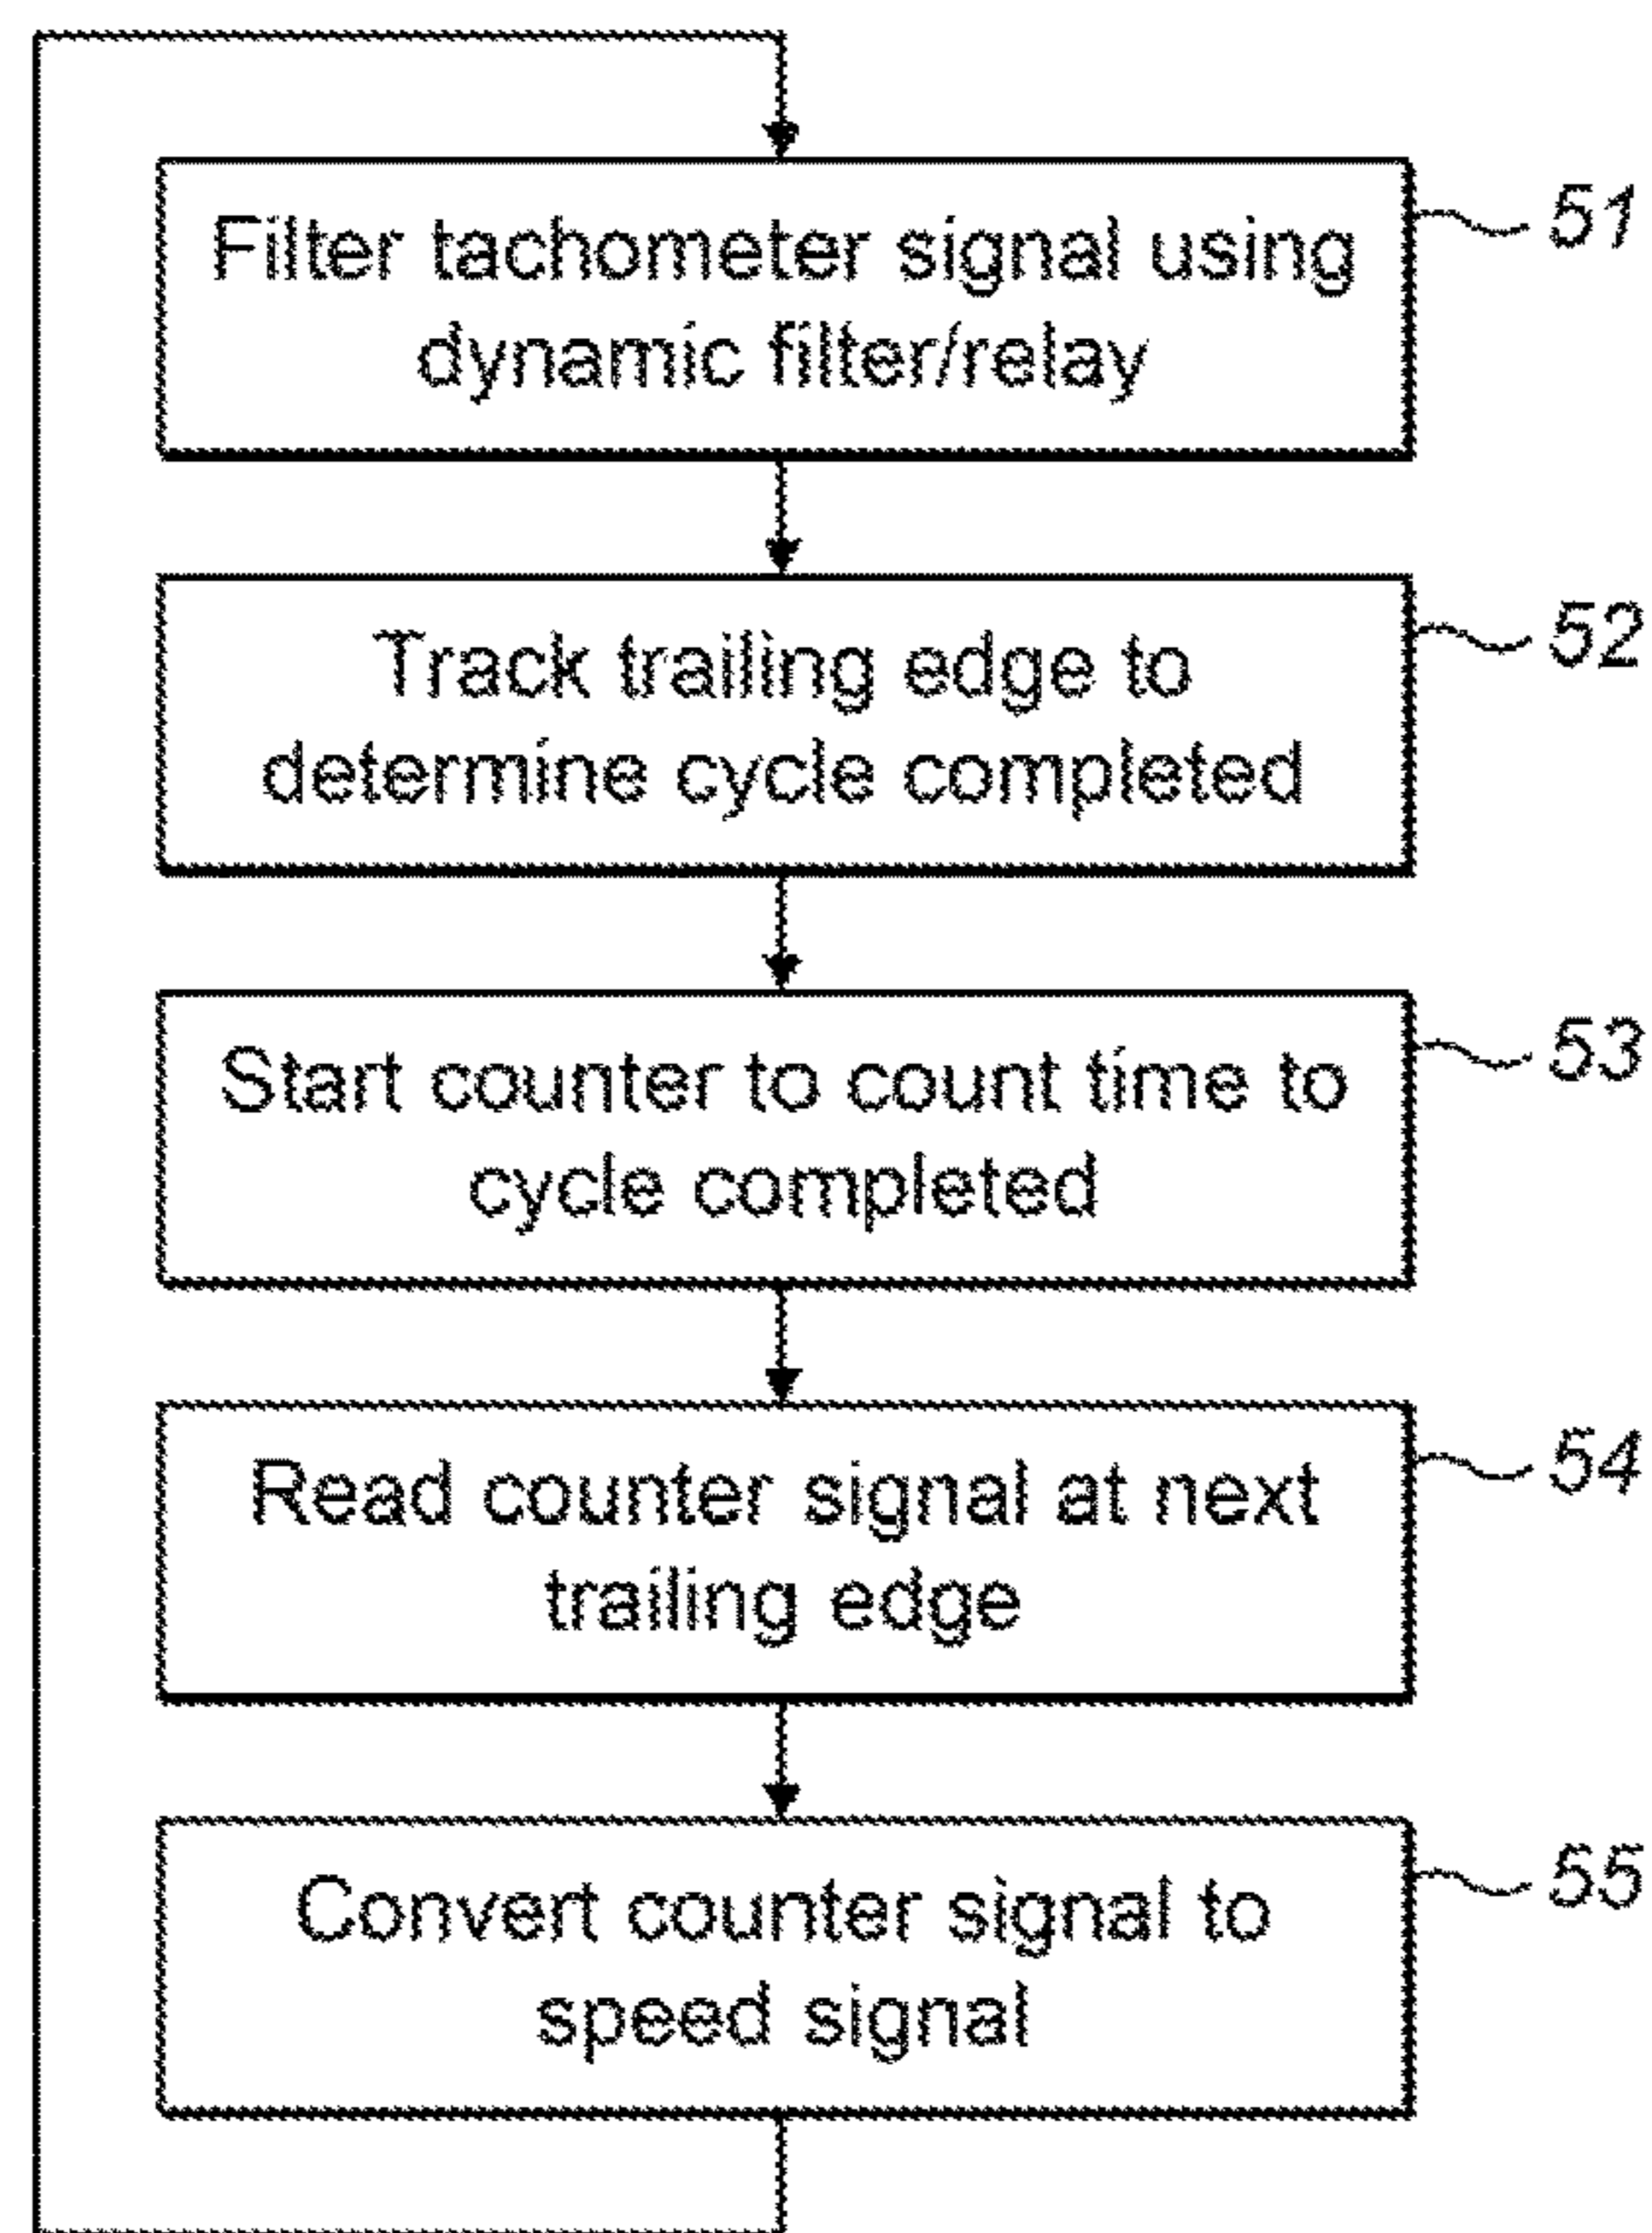 Filter tachometer signal using
dynamic filter/relay
51
Track trailing edge to
determine cycle completed
52
Start counter to count time to
cycle completed
53
Read counter signal at next
trailing edge
54
Convert counter signal to
speed signal
55